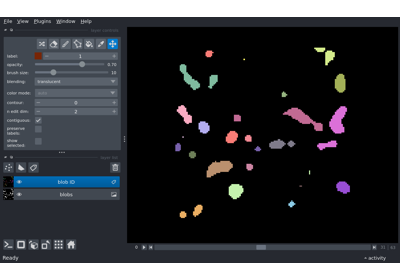 File View Plugins Window Help
label: 1
opacity: 0.70
brush size: 10
blending: translucent
color mode:
contour: 0
n edit dim: 2
contiguous:
preserve
labels:
show
selected:
blob ID
blobs
Ready
activity